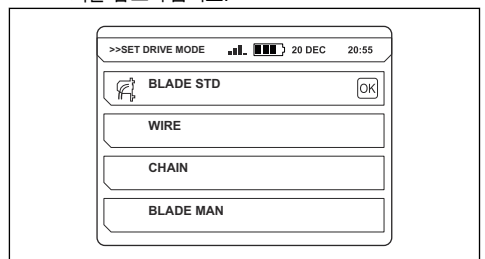 >>SET DRIVE MODE 20 DEC 20:55
BLADE STD OK
WIRE
CHAIN
BLADE MAN